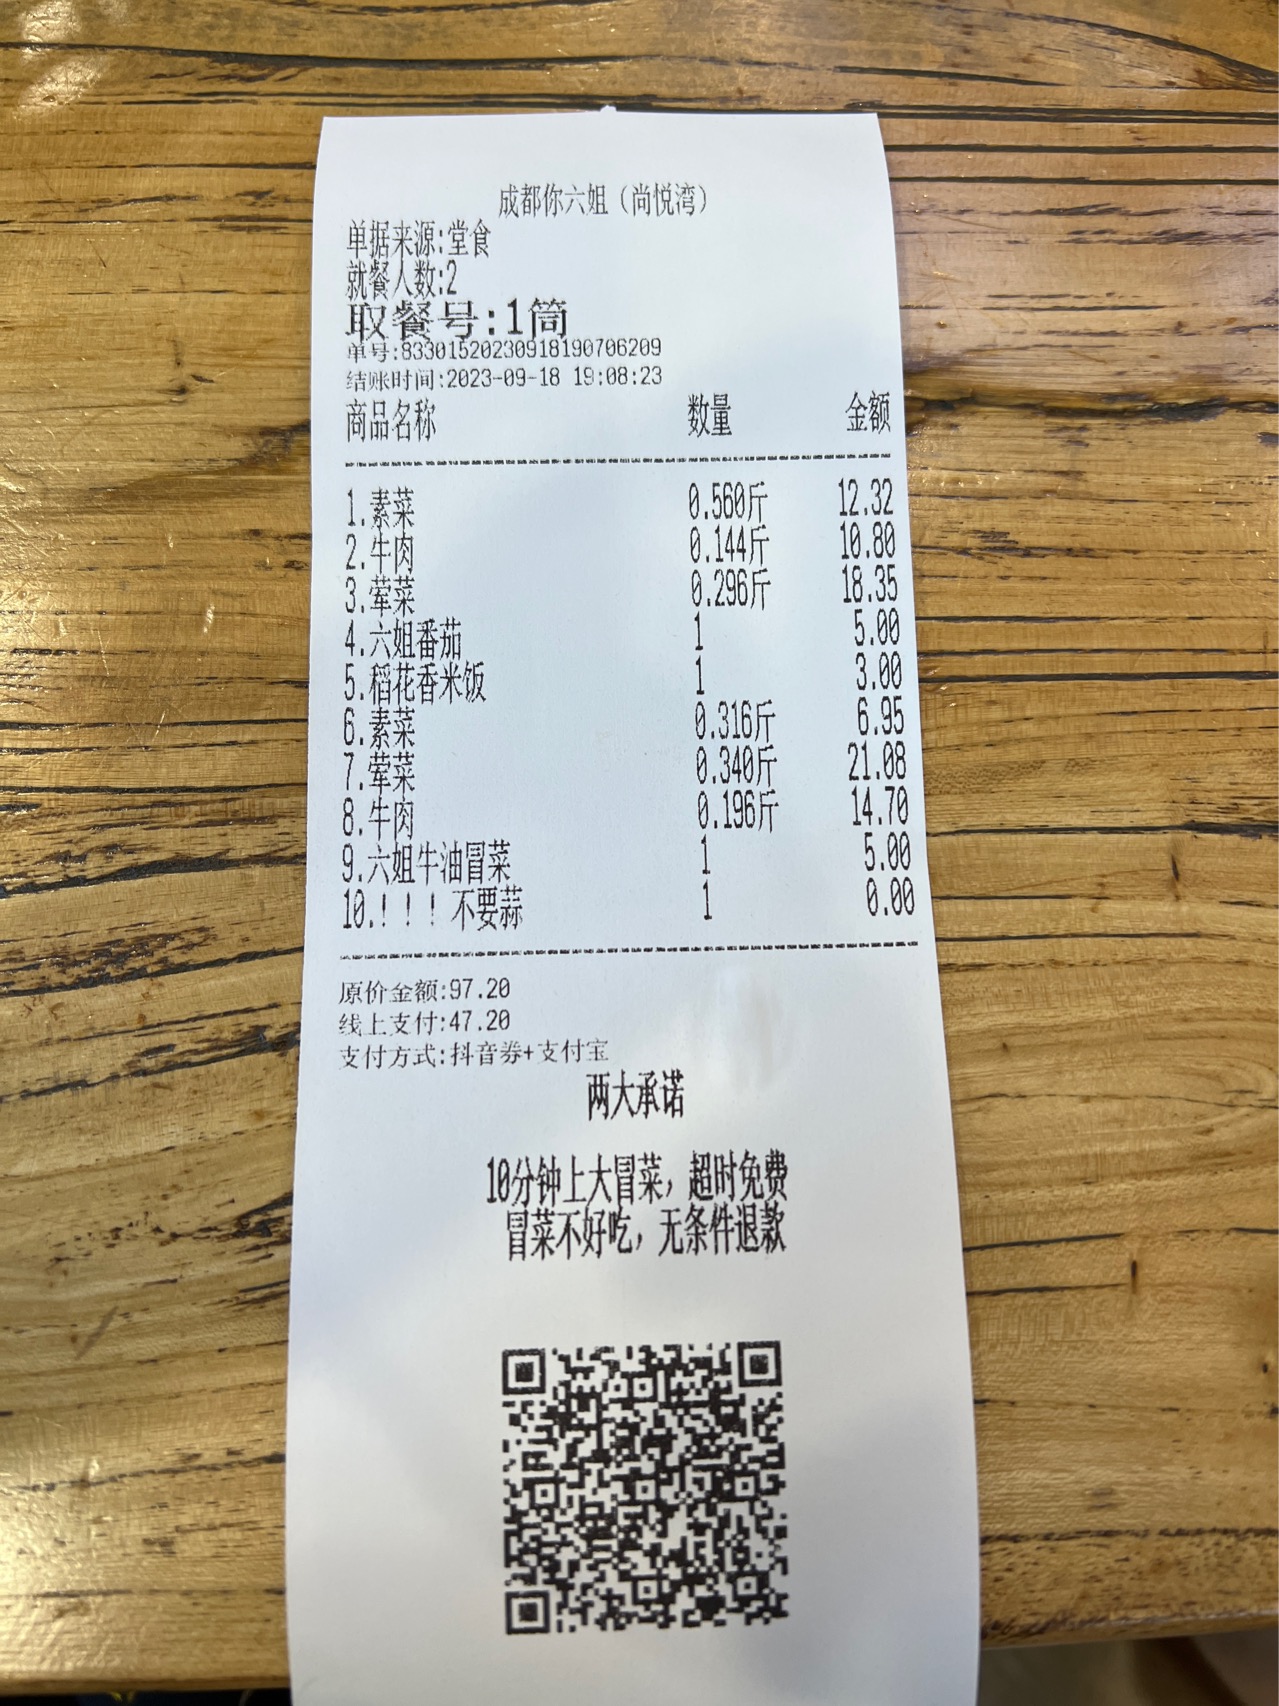 成都你六姐（尚悦湾）
单据来源:堂食
就餐人数:2
取餐号:1筒
单号:83301520230918190706209
结账时间:2023-09-18 19:08:23
商品名称 数量 金额
1.素菜 0.560斤 12.32
2.牛肉 0.144斤 10.80
3.荤菜 0.296斤 18.35
4.六姐番茄 1 5.00
5.稻花香米饭 1 3.00
6.素菜 0.316斤 6.95
7.荤菜 0.340斤 21.08
8.牛肉 0.196斤 14.70
9.六姐牛油冒菜 1 5.00
10.！！！不要蒜 1 0.00
原价金额:97.20
线上支付:47.20
支付方式:抖音券+支付宝
两大承诺
10分钟上大冒菜，超时免费
冒菜不好吃，无条件退款